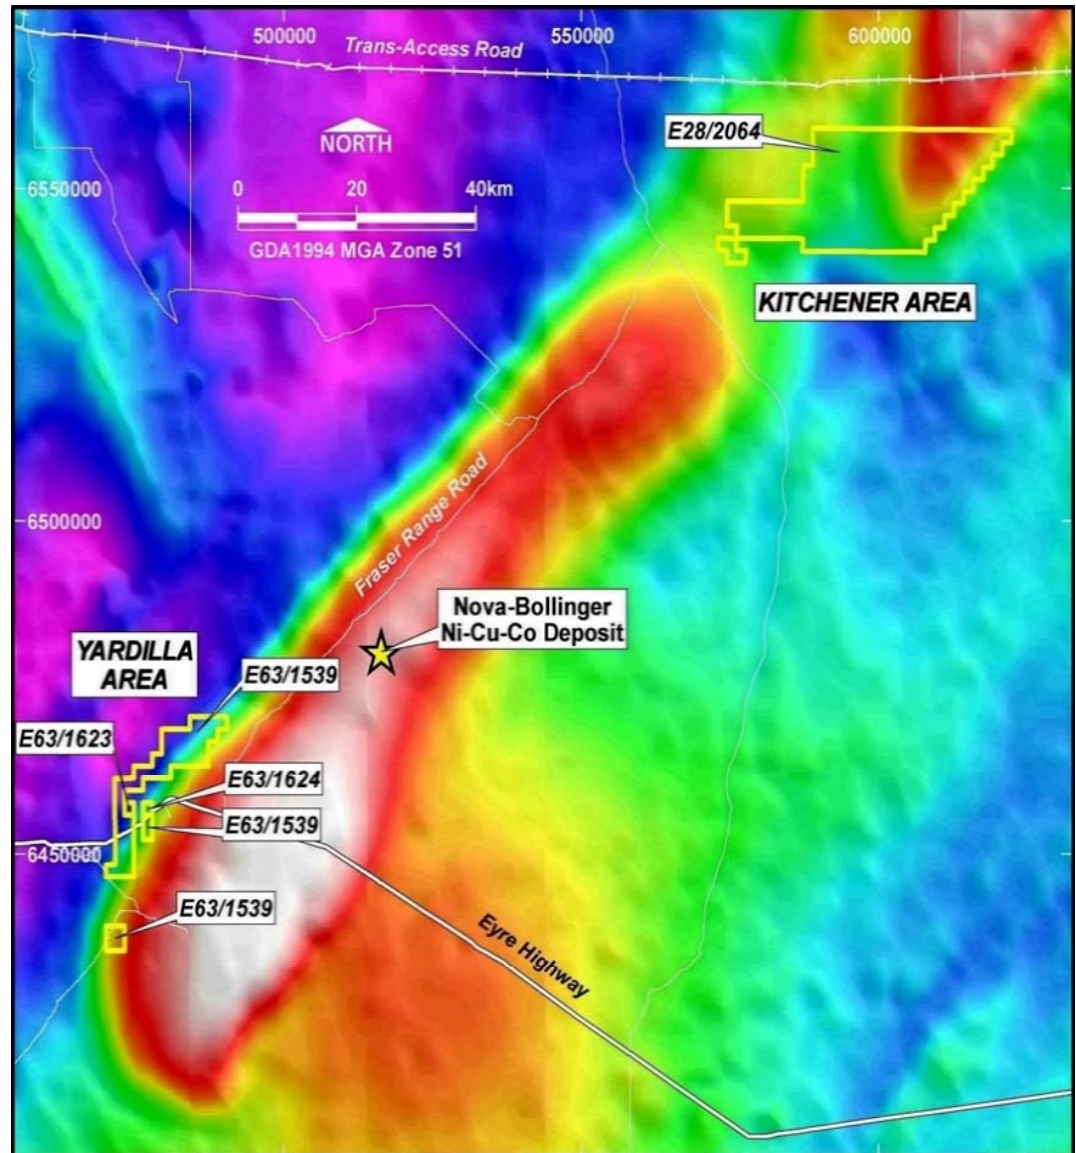 500000
550000
600000
Trans-Access Road
E28/2064
NORTH
6550000
0
20
40km
GDA1994 MGA Zone 51
KITCHENER AREA
6500000
Fraser Range Road
Nova-Bollinger
Ni-Cu-Co Deposit
YARDILLA
AREA
E63/1539
E63/1623
E63/1624
E63/1539
6450000
E63/1539
Eyre Highway